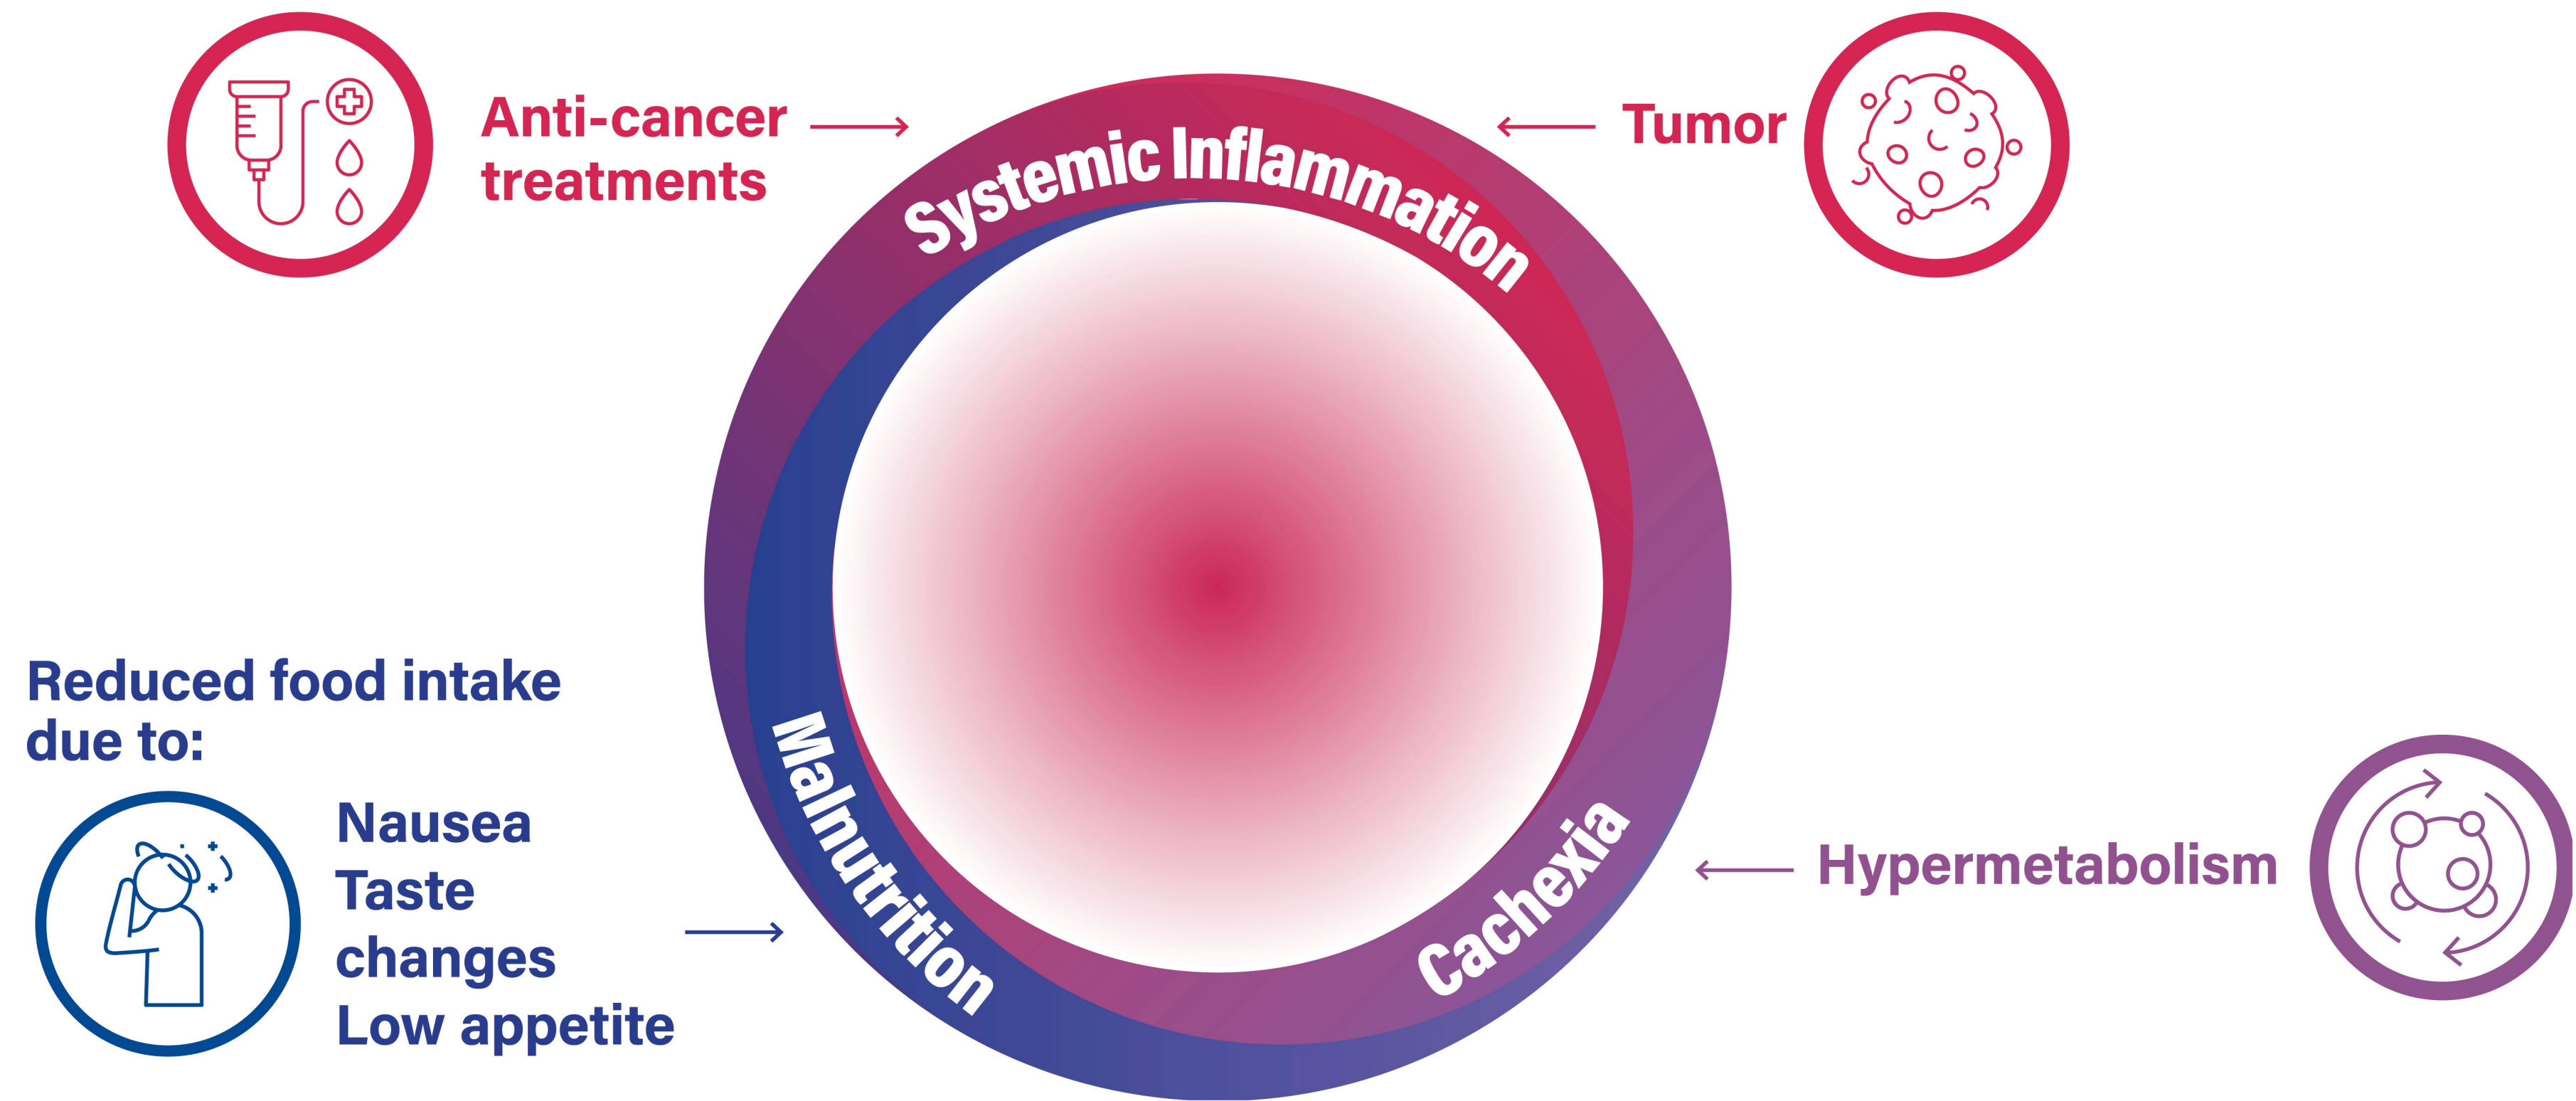 Anti-cancer
treatments
Tumor
Systemic Inflammation
Reduced food intake
due to:
Nausea
Taste
changes
Low appetite
Malnutrition
Cachexia
Hypermetabolism